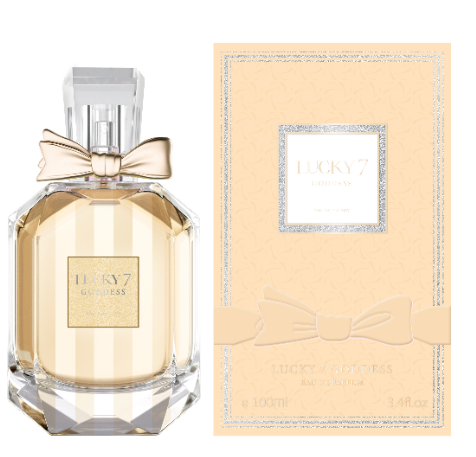 LUCKY 7
GODDESS
LUCKY 7
GODDESS
LUCKY 7 GODDESS
EAU DE PARFUM
e 100ml 3.4fl.oz